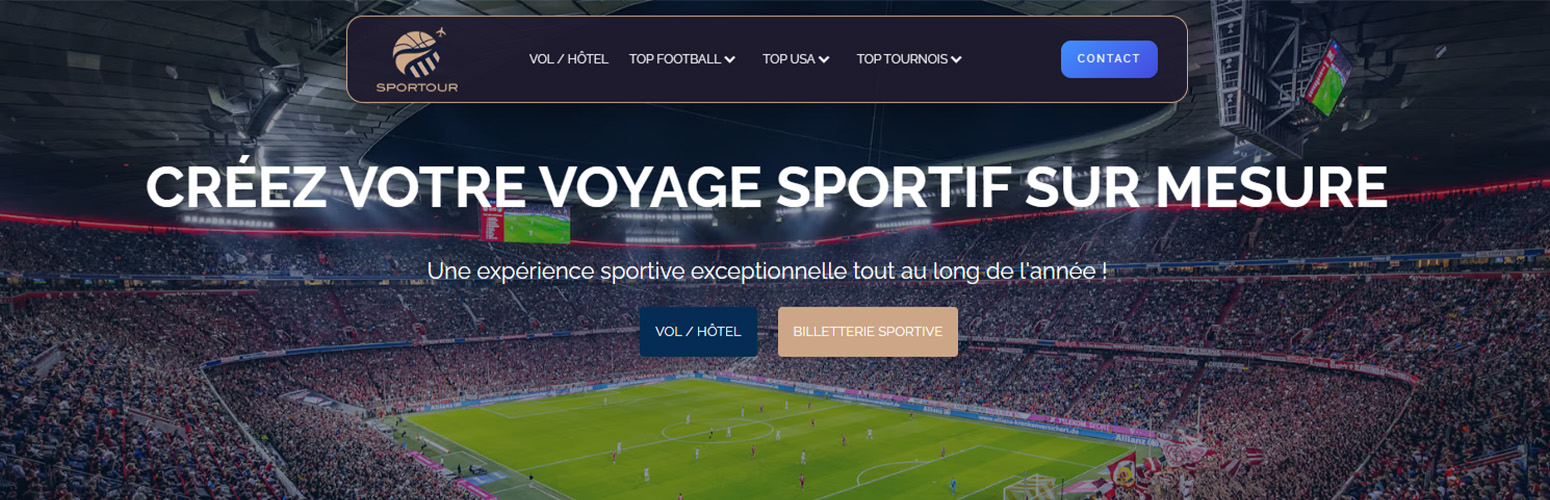 SPORTOUR
VOL / HÔTEL TOP FOOTBALL TOP USA TOP TOURNOIS CONTACT
CRÉEZ VOTRE VOYAGE SPORTIF SUR MESURE
Une expérience sportive exceptionnelle tout au long de l'année !
VOL / HÔTEL BILLETTERIE SPORTIVE
Allianz